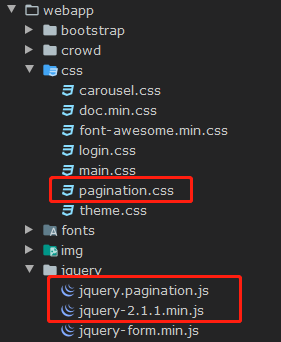 webapp
bootstrap
crowd
css
carousel.css
doc.min.css
font-awesome.min.css
login.css
main.css
pagination.css
theme.css
fonts
img
jquery
jquery.pagination.js
jquery-2.1.1.min.js
jquery-form.min.js